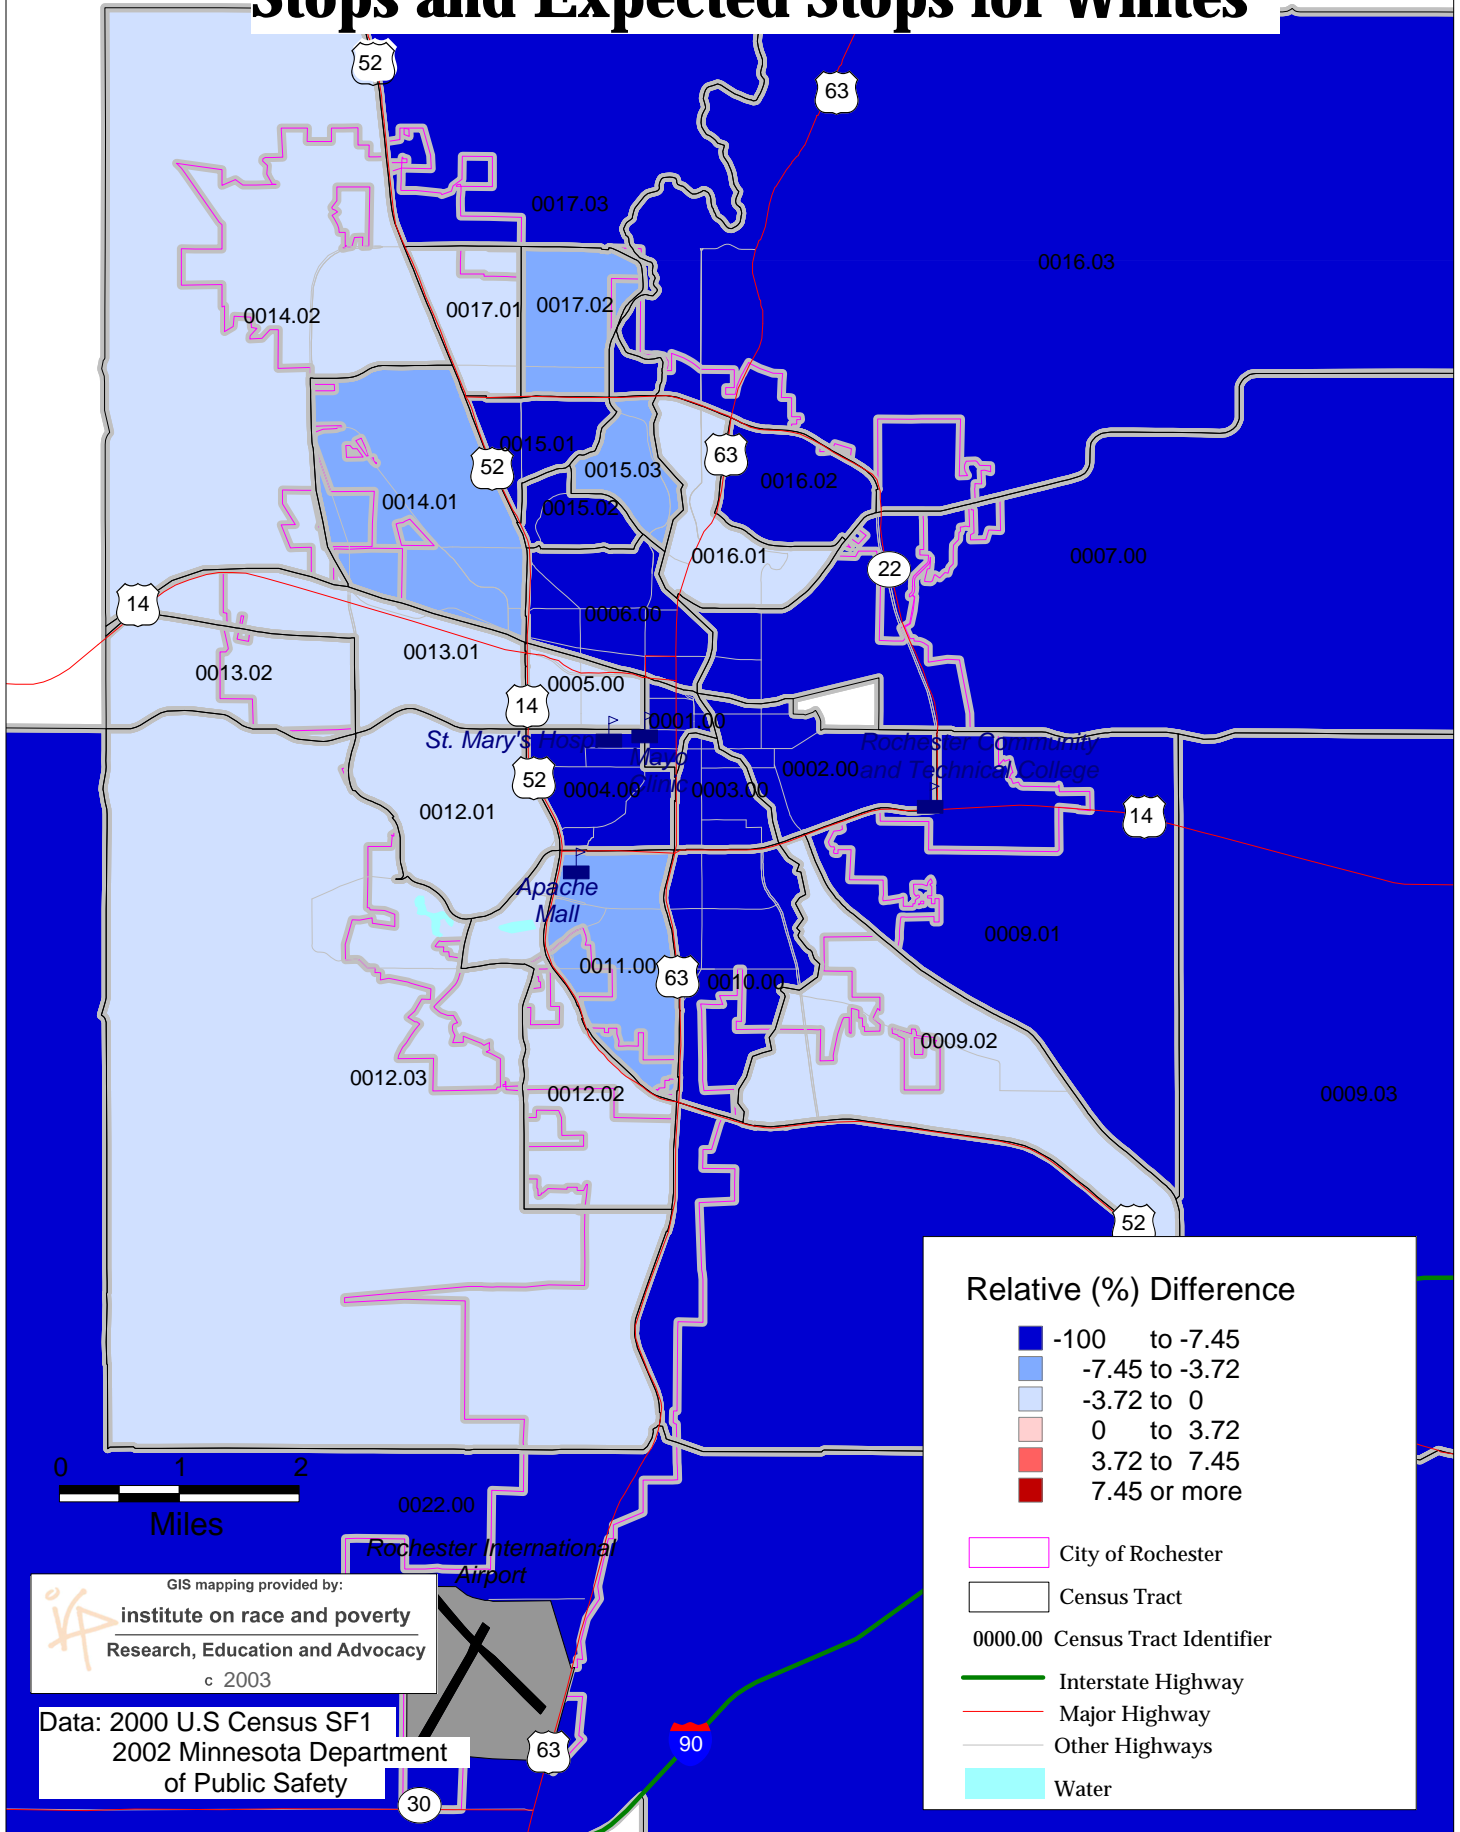 Stops and Expected Stops for Whites
52
63
0017.03
0016.03
0017.01
0017.02
0014.02
0015.01
63
52
0015.03
0016.02
0014.01
0015.02
0016.01
0007.00
22
14
0006.00
0013.01
0013.02
0005.00
14
0001.00
St. Mary's Hosp
Mayo
Clinic
Rochester Community
and Technical College
0002.00
52
0004.00
0003.00
0012.01
14
Apache
Mall
0009.01
0011.00
63
0010.00
0009.02
0012.03
0012.02
0009.03
52
Relative (%) Difference
-100 to -7.45
-7.45 to -3.72
-3.72 to 0
0 to 3.72
3.72 to 7.45
7.45 or more
City of Rochester
Census Tract
0000.00 Census Tract Identifier
Interstate Highway
Major Highway
Other Highways
Water
0 1 2
Miles
0022.00
Rochester International
Airport
GIS mapping provided by:
irp
institute on race and poverty
Research, Education and Advocacy
c 2003
Data: 2000 U.S Census SF1
2002 Minnesota Department
of Public Safety
63
90
30